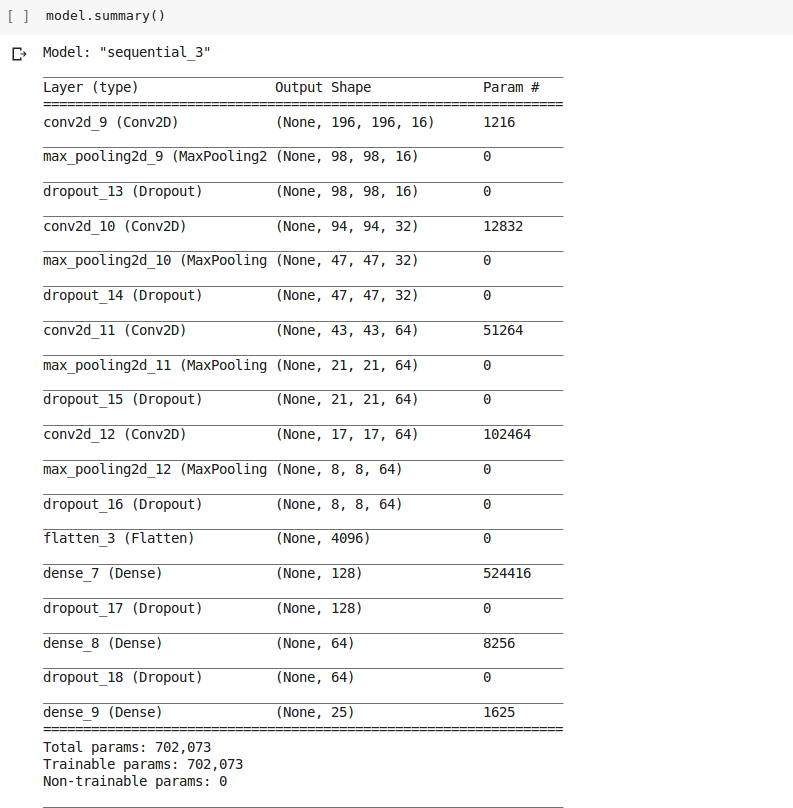 [ ] model.summary()
Model: "sequential_3"
Layer (type) Output Shape Param #
conv2d_9 (Conv2D) (None, 196, 196, 16) 1216
max_pooling2d_9 (MaxPooling2 (None, 98, 98, 16) 0
dropout_13 (Dropout) (None, 98, 98, 16) 0
conv2d_10 (Conv2D) (None, 94, 94, 32) 12832
max_pooling2d_10 (MaxPooling (None, 47, 47, 32) 0
dropout_14 (Dropout) (None, 47, 47, 32) 0
conv2d_11 (Conv2D) (None, 43, 43, 64) 51264
max_pooling2d_11 (MaxPooling (None, 21, 21, 64) 0
dropout_15 (Dropout) (None, 21, 21, 64) 0
conv2d_12 (Conv2D) (None, 17, 17, 64) 102464
max_pooling2d_12 (MaxPooling (None, 8, 8, 64) 0
dropout_16 (Dropout) (None, 8, 8, 64) 0
flatten_3 (Flatten) (None, 4096) 0
dense_7 (Dense) (None, 128) 524416
dropout_17 (Dropout) (None, 128) 0
dense_8 (Dense) (None, 64) 8256
dropout_18 (Dropout) (None, 64) 0
dense_9 (Dense) (None, 25) 1625
Total params: 702,073
Trainable params: 702,073
Non-trainable params: 0